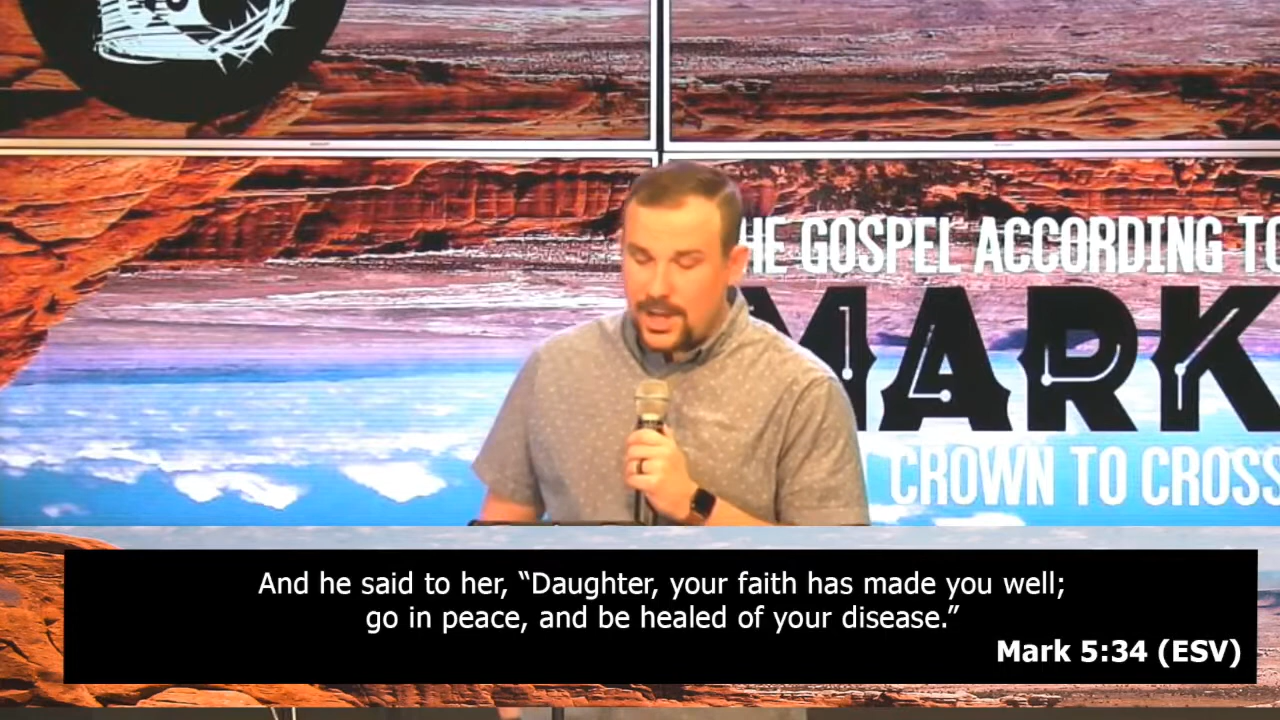 HE GOSPEL ACCORDING TO
MARK
CROWN TO CROSS
And he said to her, “Daughter, your faith has made you well;
go in peace, and be healed of your disease.”
Mark 5:34 (ESV)